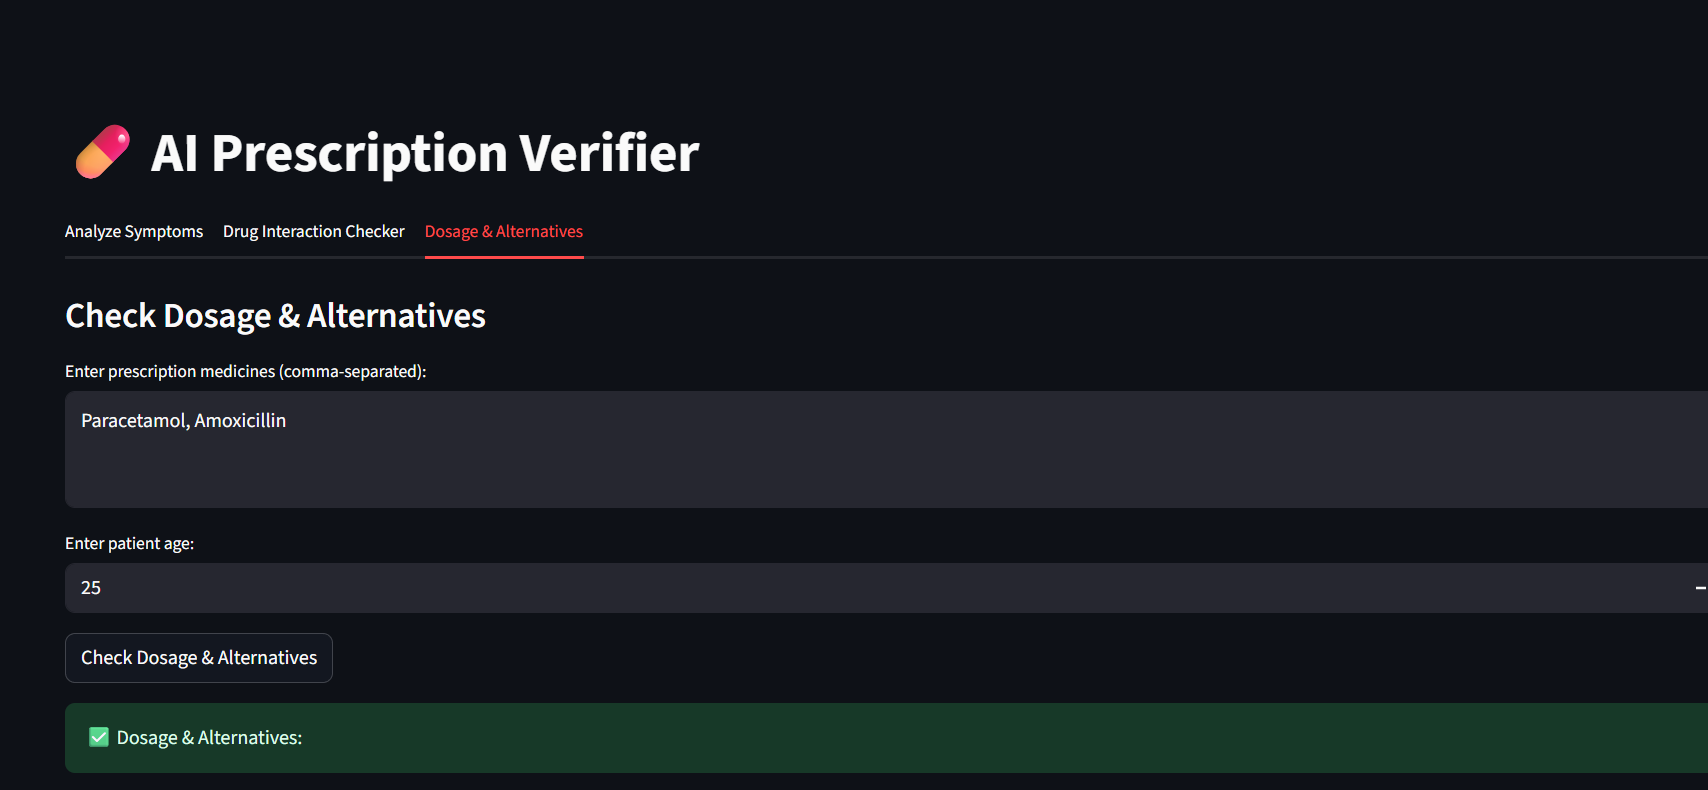 AI Prescription Verifier
Analyze Symptoms Drug Interaction Checker Dosage & Alternatives
Check Dosage & Alternatives
Enter prescription medicines (comma-separated):
Paracetamol, Amoxicillin
Enter patient age:
25
Check Dosage & Alternatives
Dosage & Alternatives: